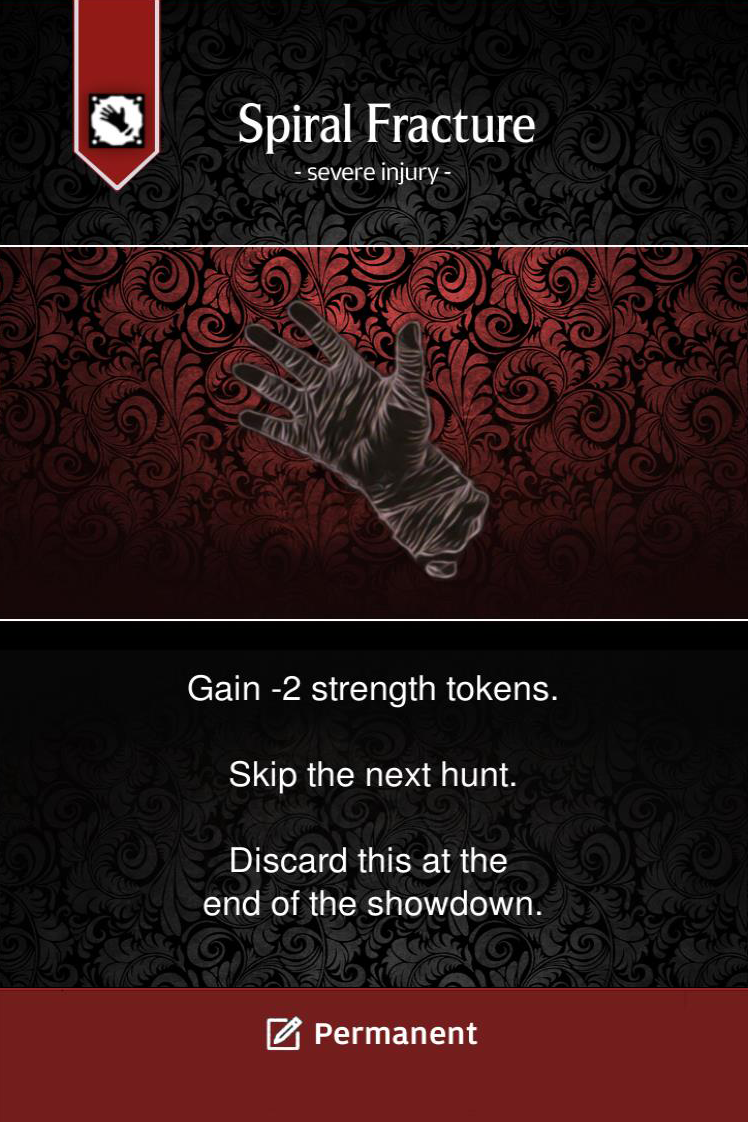 Spiral Fracture
- severe injury -
Gain -2 strength tokens.
Skip the next hunt.
Discard this at the
end of the showdown.
Permanent